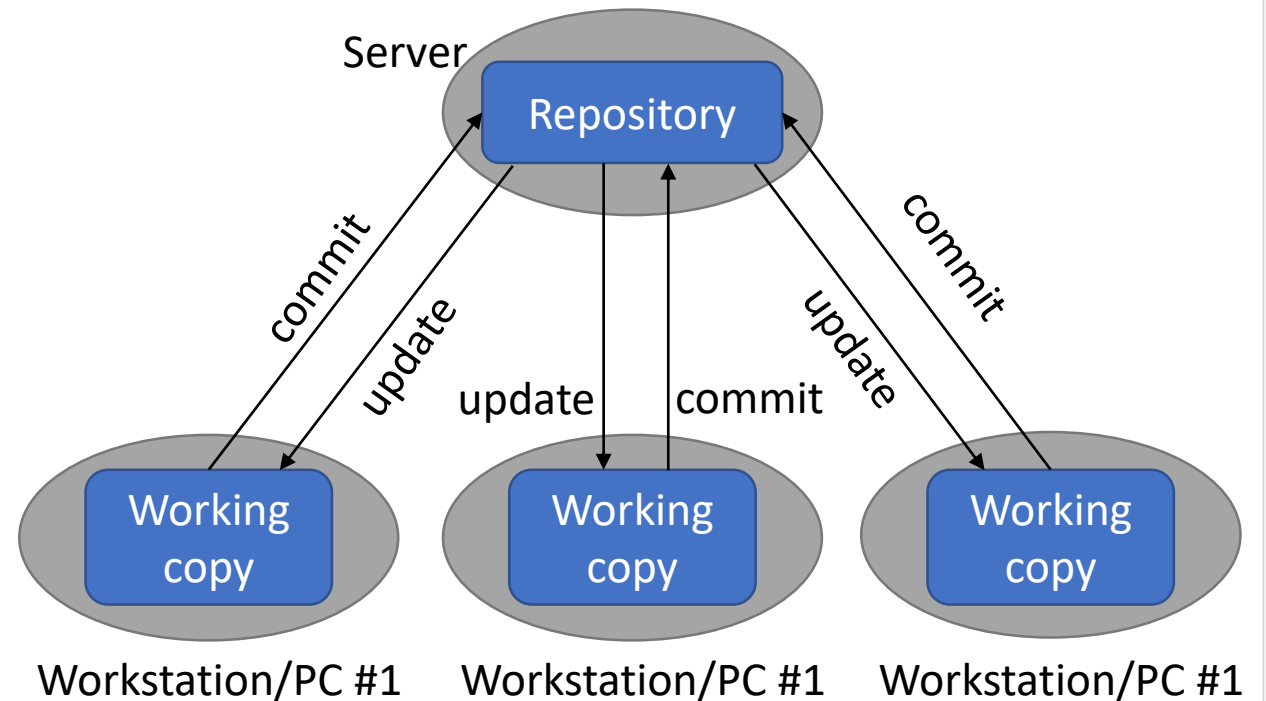 Server
Repository
commit
update
update
commit
update
commit
Working
copy
Working
copy
Working
copy
Workstation/PC #1
Workstation/PC #1
Workstation/PC #1